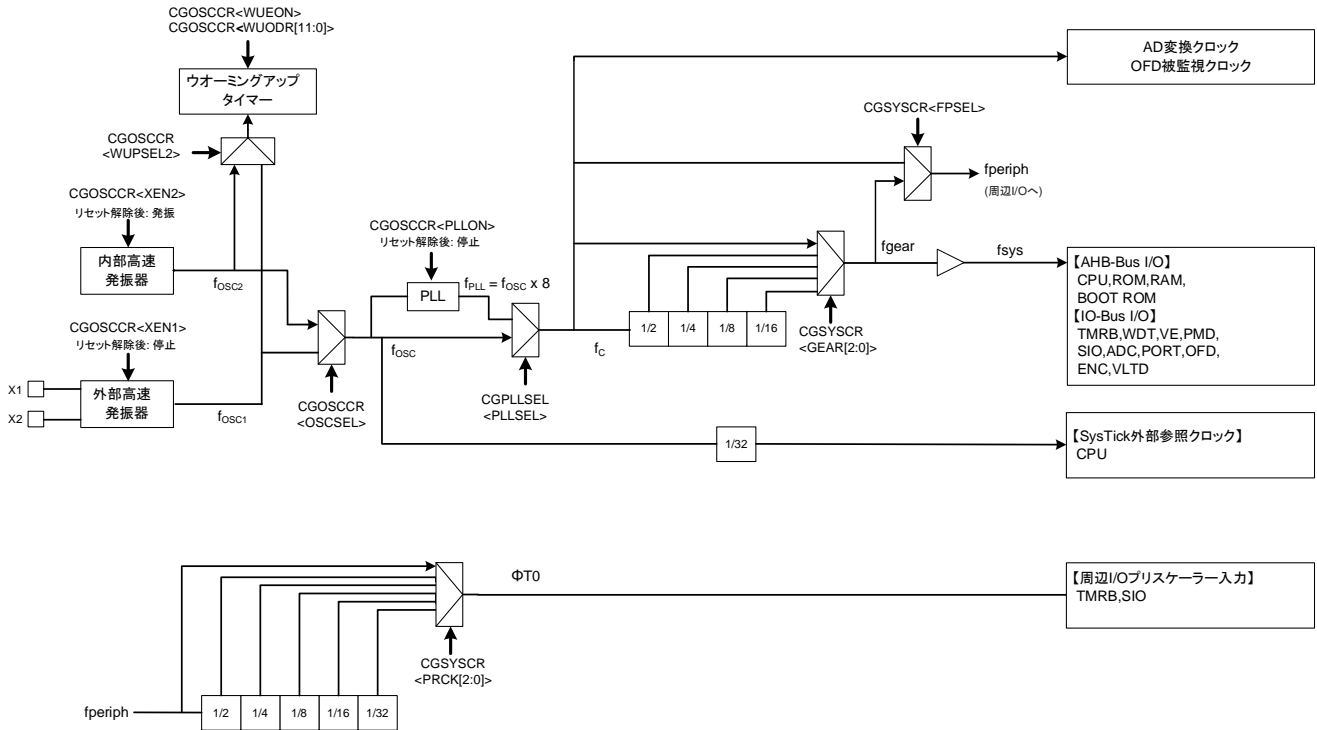 CGOSCCR<WUEON>
CGOSCCR<WUODR[11:0]>
ウオーミングアップ
タイマー
CGOSCCR
<WUPSEL2>
CGOSCCR<XEN2>
リセット解除後: 発振
内部高速
発振器
fOSC2
CGOSCCR<XEN1>
リセット解除後: 停止
X1
X2
外部高速
発振器
fOSC1
CGOSCCR
<OSCSEL>
CGOSCCR<PLLON>
リセット解除後: 停止
PLL
fPLL = fOSC x 8
fOSC
CGPLLSEL
<PLLSEL>
fC
1/2
1/4
1/8
1/16
CGSYSCR
<GEAR[2:0]>
CGSYSCR<FPSEL>
fperiph
(周辺I/Oへ)
fgear
fsys
AD変換クロック
OFD被監視クロック
【AHB-Bus I/O】
CPU,ROM,RAM,
BOOT ROM
【IO-Bus I/O】
TMRB,WDT,VE,PMD,
SIO,ADC,PORT,OFD,
ENC,VLTD
1/32
【SysTick外部参照クロック】
CPU
ΦT0
【周辺I/Oプリスケーラー入力】
TMRB,SIO
CGSYSCR
<PRCK[2:0]>
fperiph
1/2
1/4
1/8
1/16
1/32